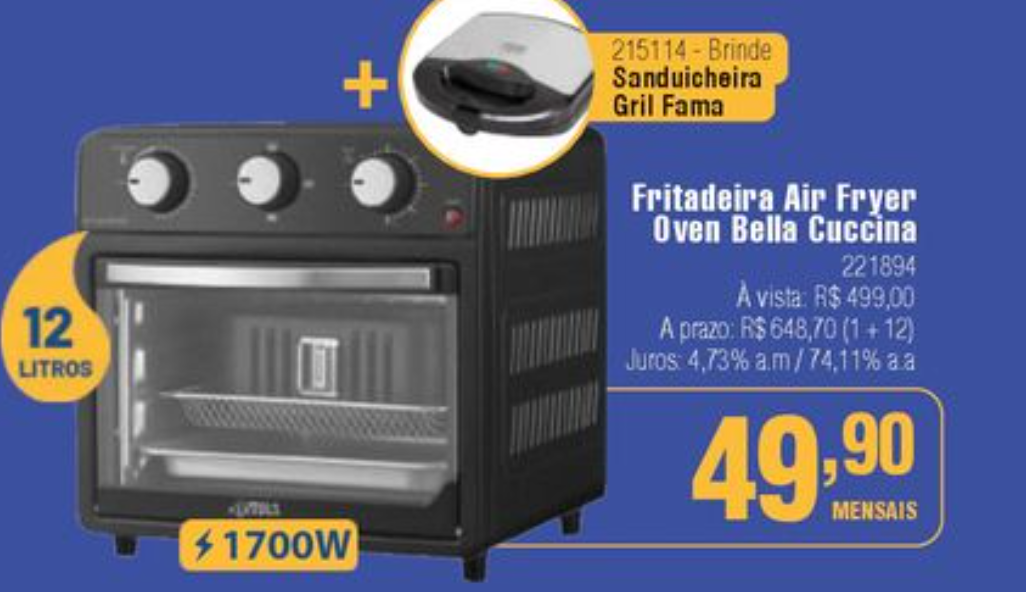 215114 - Brinde
Sanduicheira
Gril Fama
+
Fritadeira Air Fryer
Oven Bella Cuccina
221894
À vista: R$ 499,00
A prazo: R$ 648,70 (1 + 12)
Juros: 4,73% a.m / 74,11% a.a
12
LITROS
49,90
MENSAIS
1700W